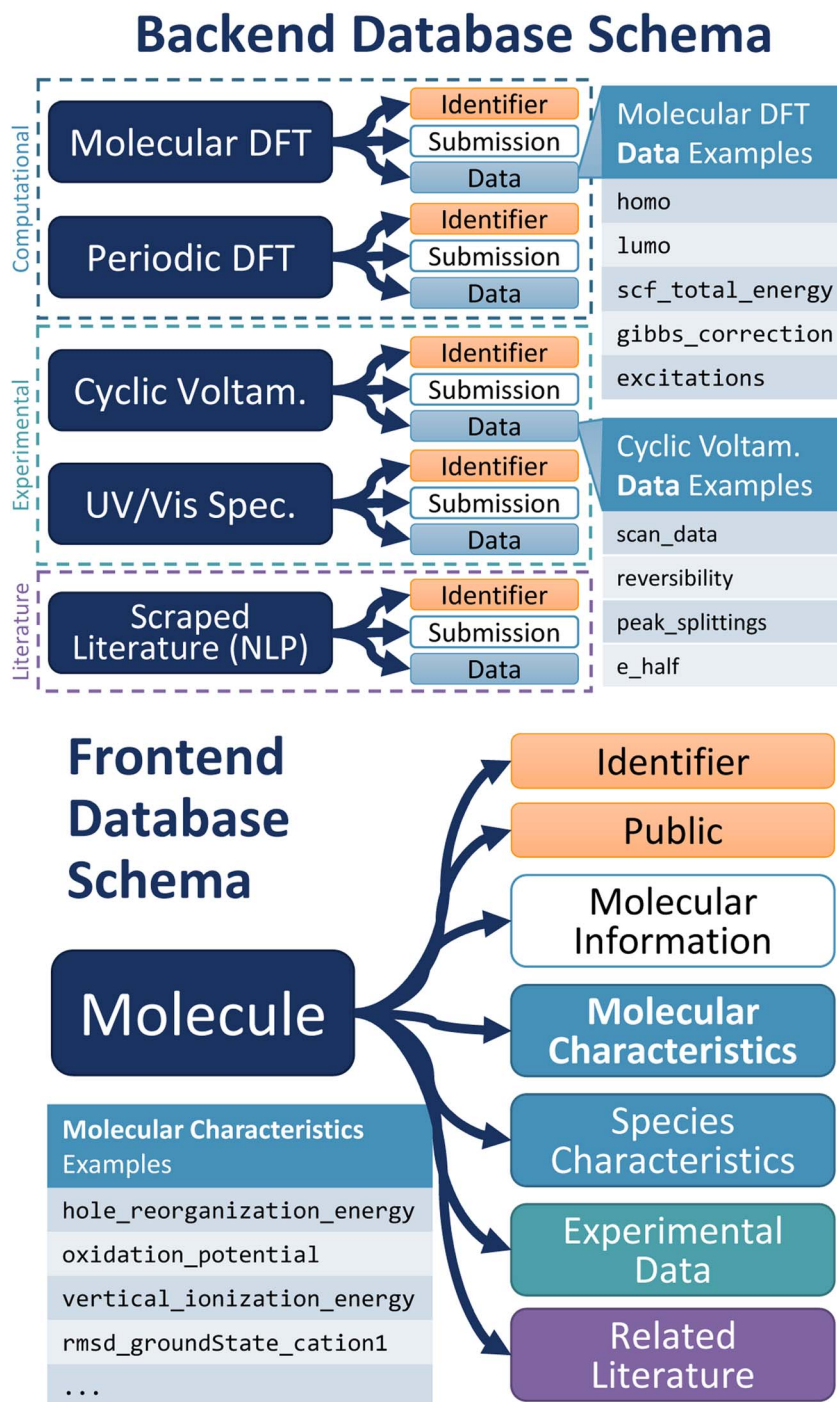 Backend Database Schema
Computational
Molecular DFT
Identifier
Submission
Data
Periodic DFT
Identifier
Submission
Data
Molecular DFT
Data Examples
homo
lumo
scf_total_energy
gibbs_correction
excitations
Experimental
Cyclic Voltam.
Identifier
Submission
Data
UV/Vis Spec.
Identifier
Submission
Data
Cyclic Voltam.
Data Examples
scan_data
reversibility
peak_splittings
e_half
Literature
Scraped
Literature (NLP)
Identifier
Submission
Data
Frontend
Database
Schema
Molecule
Identifier
Public
Molecular
Information
Molecular
Characteristics
Species
Characteristics
Experimental
Data
Related
Literature
Molecular Characteristics
Examples
hole_reorganization_energy
oxidation_potential
vertical_ionization_energy
rmsd_groundState_cation1
...